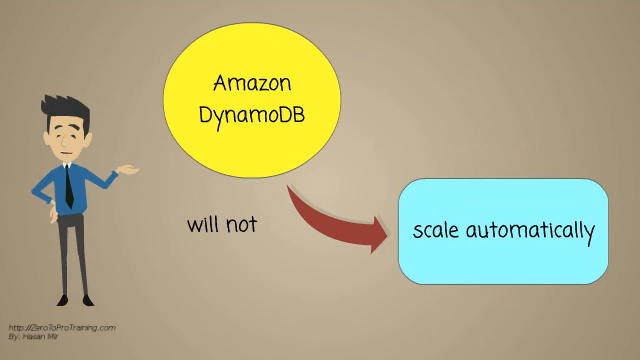 Amazon
DynamoDB
will not
scale automatically
http://ZeroToProTraining.com
By: Hasan Mir